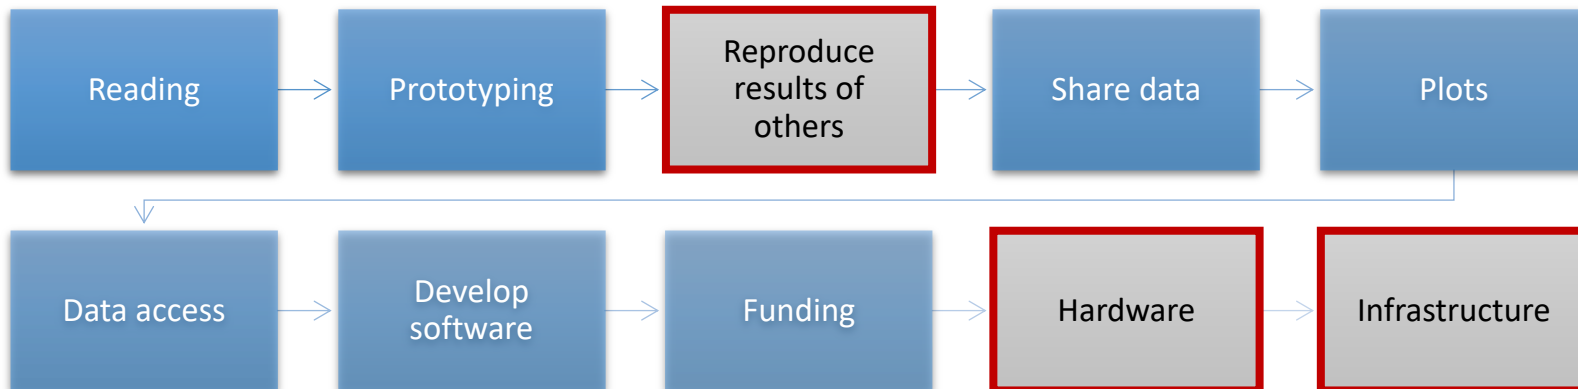 Reading
Prototyping
Reproduce
results of
others
Share data
Plots
Data access
Develop
software
Funding
Hardware
Infrastructure